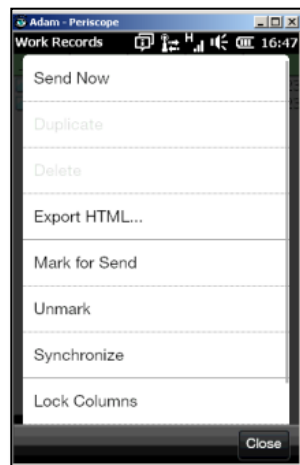 Adam - Periscope
Work Records H 16:47
Send Now
Duplicate
Delete
Export HTML...
Mark for Send
Unmark
Synchronize
Lock Columns
Close